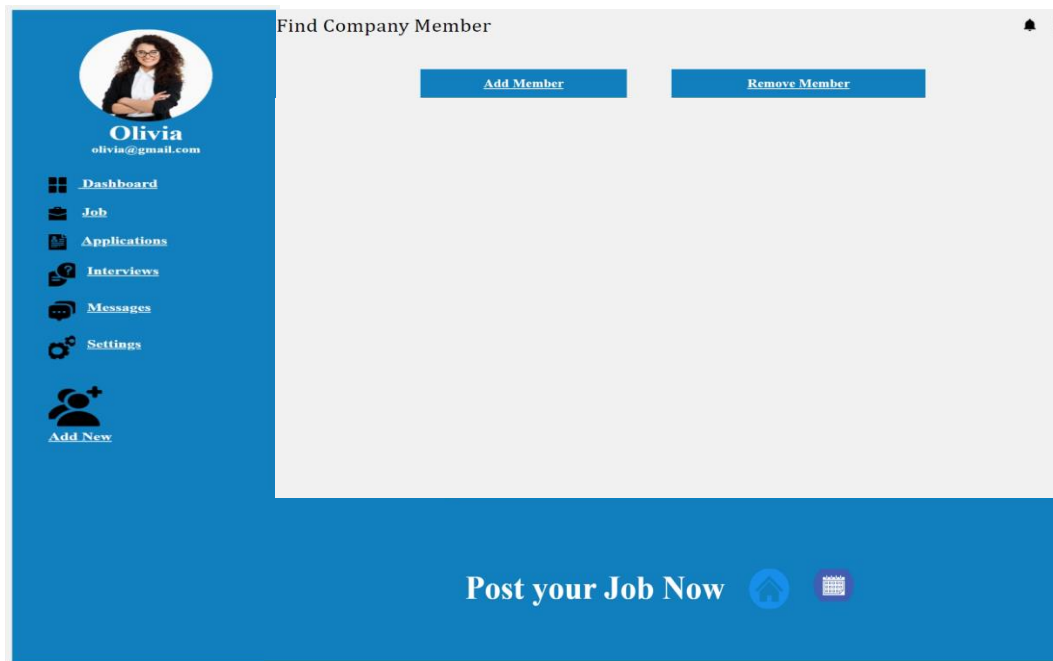 Find Company Member
Add Member
Remove Member
Olivia
olivia@gmail.com
Dashboard
Job
Applications
Interviews
Messages
Settings
Add New
Post your Job Now